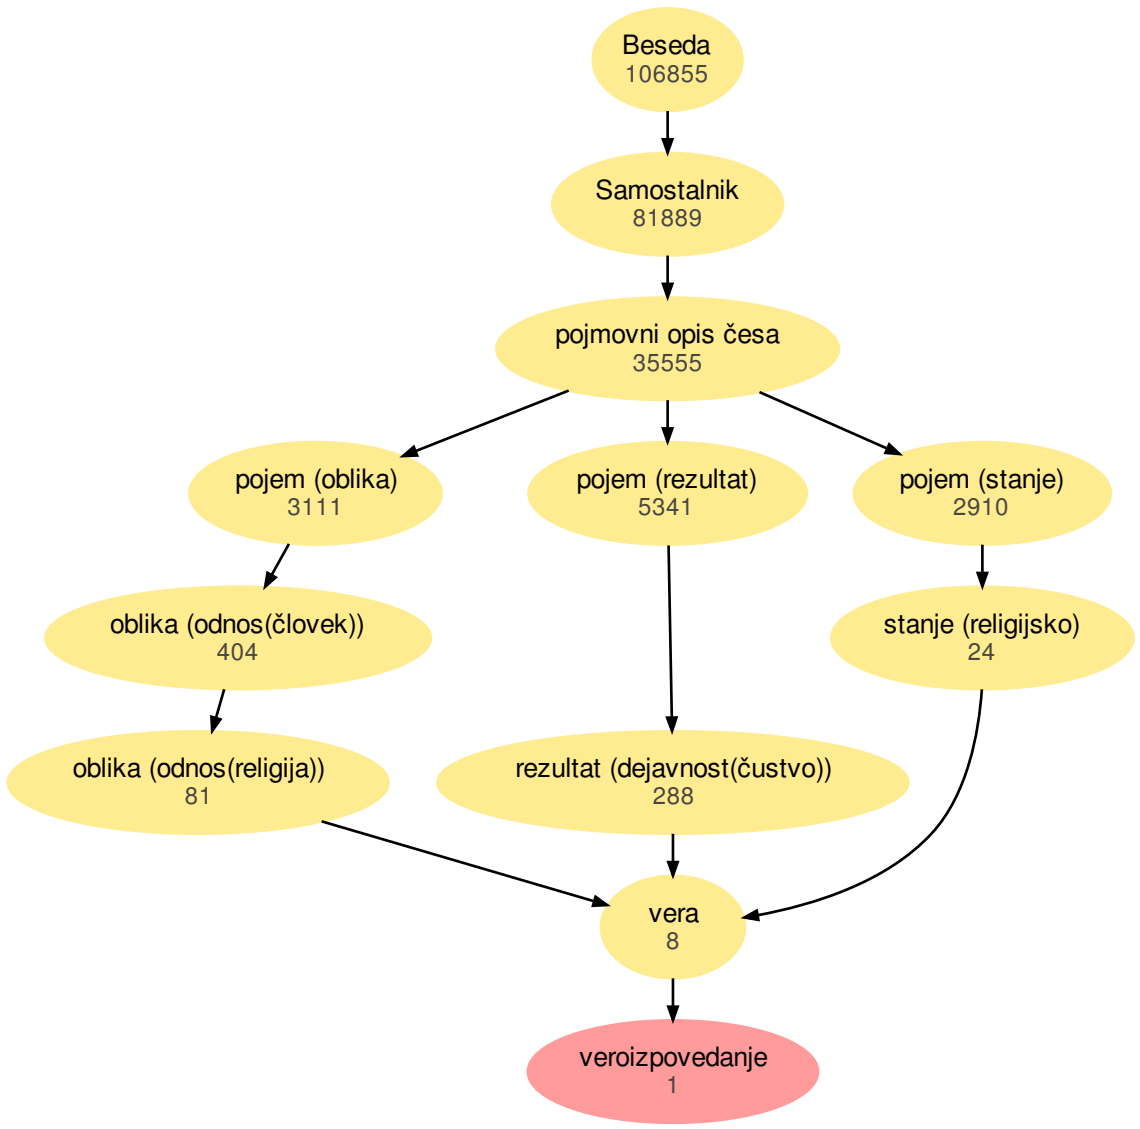 Beseda
106855
Samostalnik
81889
pojmovni opis česa
35555
pojem (oblika)
3111
pojem (rezultat)
5341
pojem (stanje)
2910
oblika (odnos(človek))
404
stanje (religijsko)
24
oblika (odnos(religija))
81
rezultat (dejavnost(čustvo))
288
vera
8
veroizpovedanje
1